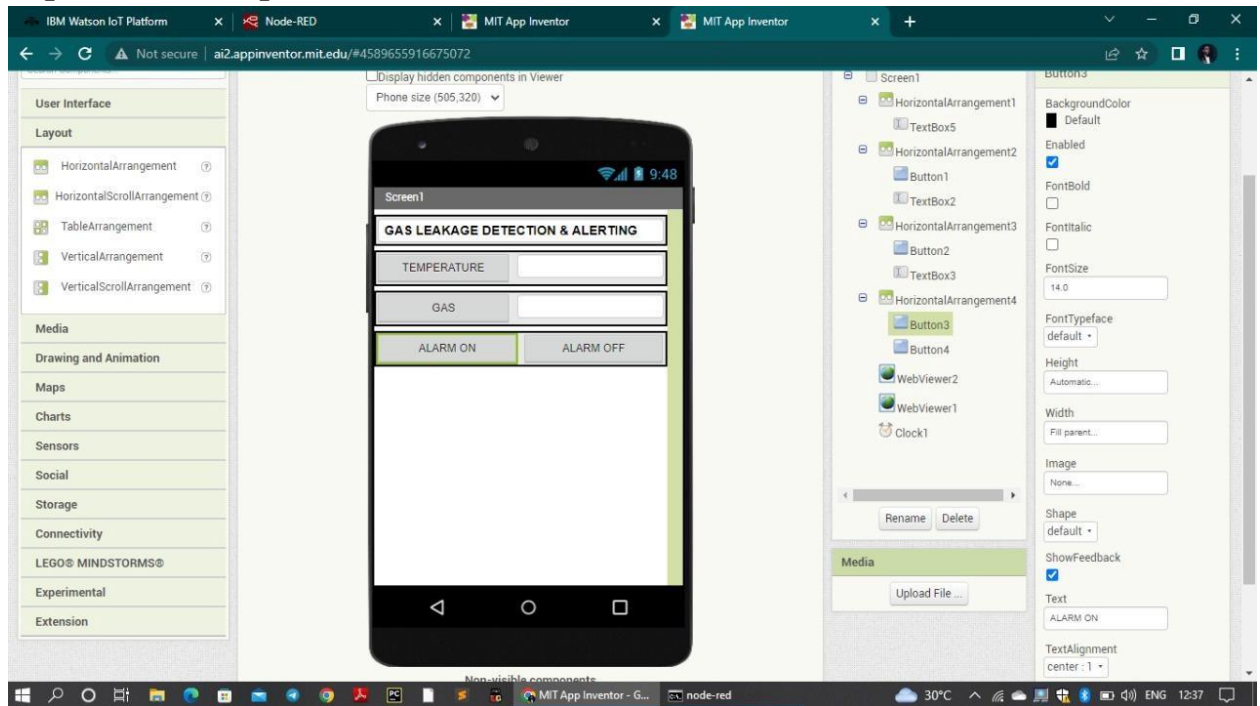 IBM Watson IoT Platform
Node-RED
MIT App Inventor
MIT App Inventor
Not secure
ai2.appinventor.mit.edu/#4589655916675072
User Interface
Layout
HorizontalArrangement
HorizontalScrollArrangement
TableArrangement
VerticalArrangement
VerticalScrollArrangement
Media
Drawing and Animation
Maps
Charts
Sensors
Social
Storage
Connectivity
LEGO® MINDSTORMS®
Experimental
Extension
Display hidden components in Viewer
Phone size (505,320)
9:48
Screen1
GAS LEAKAGE DETECTION & ALERTING
TEMPERATURE
GAS
ALARM ON
ALARM OFF
Non-visible components
Screen1
HorizontalArrangement1
TextBox5
HorizontalArrangement2
Button1
TextBox2
HorizontalArrangement3
Button2
TextBox3
HorizontalArrangement4
Button3
Button4
WebViewer2
WebViewer1
Clock1
Rename Delete
Media
Upload File ...
Button3
BackgroundColor
Default
Enabled
FontBold
FontItalic
FontSize
14.0
FontTypeface
default
Height
Automatic...
Width
Fill parent...
Image
None...
Shape
default
ShowFeedback
Text
ALARM ON
TextAlignment
center : 1
MIT App Inventor - G...
node-red
30°C
ENG
12:37